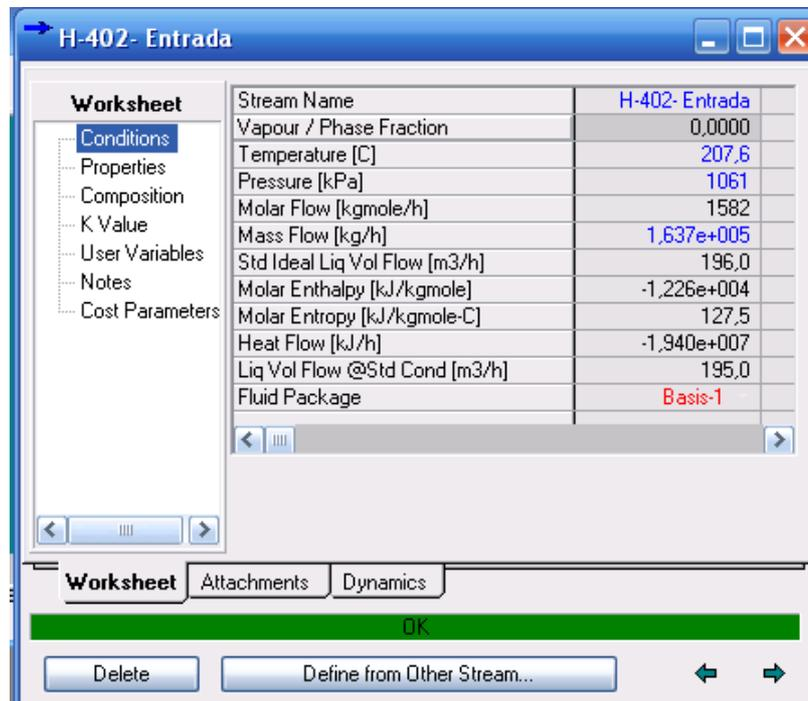 H-402- Entrada
Worksheet
Conditions
Properties
Composition
K Value
User Variables
Notes
Cost Parameters
Stream Name H-402- Entrada
Vapour / Phase Fraction 0,0000
Temperature [C] 207,6
Pressure [kPa] 1061
Molar Flow [kgmole/h] 1582
Mass Flow [kg/h] 1,637e+005
Std Ideal Liq Vol Flow [m3/h] 196,0
Molar Enthalpy [kJ/kgmole] -1,226e+004
Molar Entropy [kJ/kgmole-C] 127,5
Heat Flow [kJ/h] -1,940e+007
Liq Vol Flow @Std Cond [m3/h] 195,0
Fluid Package Basis-1
Worksheet Attachments Dynamics
OK
Delete Define from Other Stream...